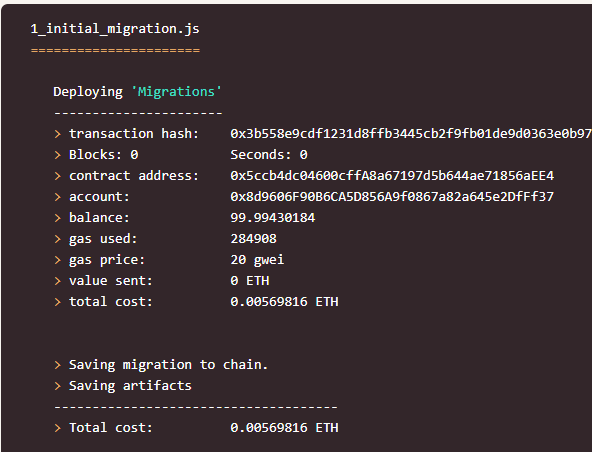 1_initial_migration.js
======================
Deploying 'Migrations'
----------------------
> transaction hash: 0x3b558e9cdf1231d8ffb3445cb2f9fb01de9d0363e0b97
> Blocks: 0 Seconds: 0
> contract address: 0x5ccb4dc04600cffA8a67197d5b644ae71856aEE4
> account: 0x8d9606F90B6CA5D856A9f0867a82a645e2DfFf37
> balance: 99.99430184
> gas used: 284908
> gas price: 20 gwei
> value sent: 0 ETH
> total cost: 0.00569816 ETH
> Saving migration to chain.
> Saving artifacts
-------------------------------------
> Total cost: 0.00569816 ETH